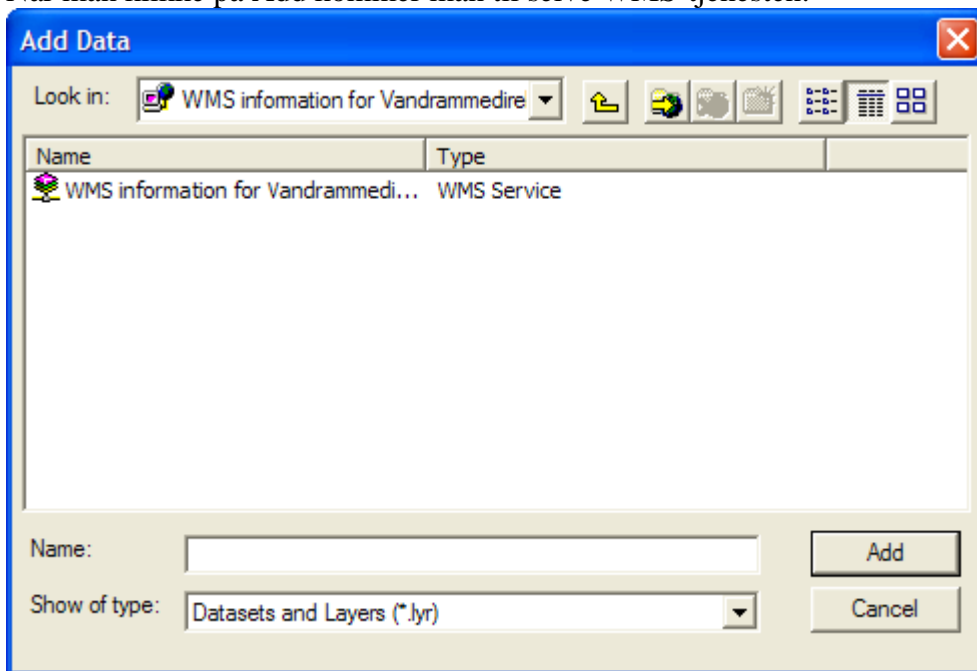 Add Data
Look in: WMS information for Vandrammedire
Name Type
WMS information for Vandrammedi... WMS Service
Name: Add
Show of type: Datasets and Layers (*.lyr) Cancel